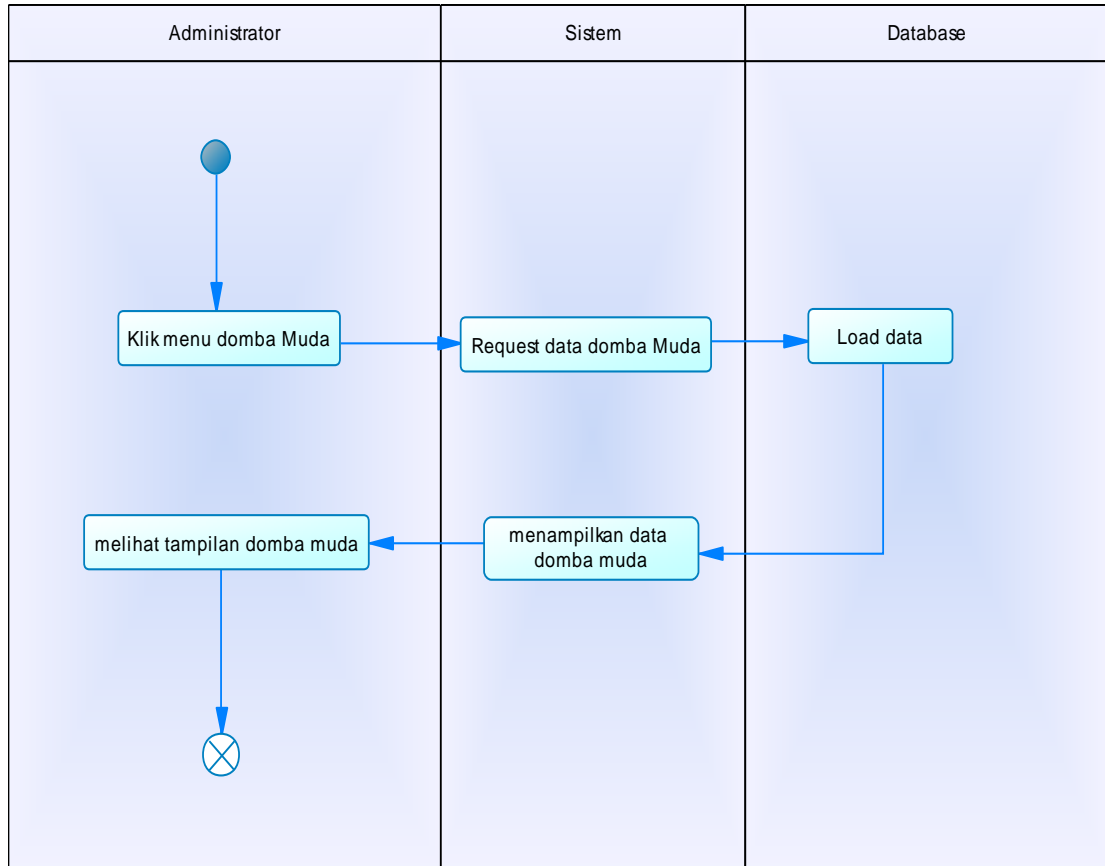 Administrator
Sistem
Database
Klik menu domba Muda
Request data domba Muda
Load data
melihat tampilan domba muda
menampilkan data
domba muda